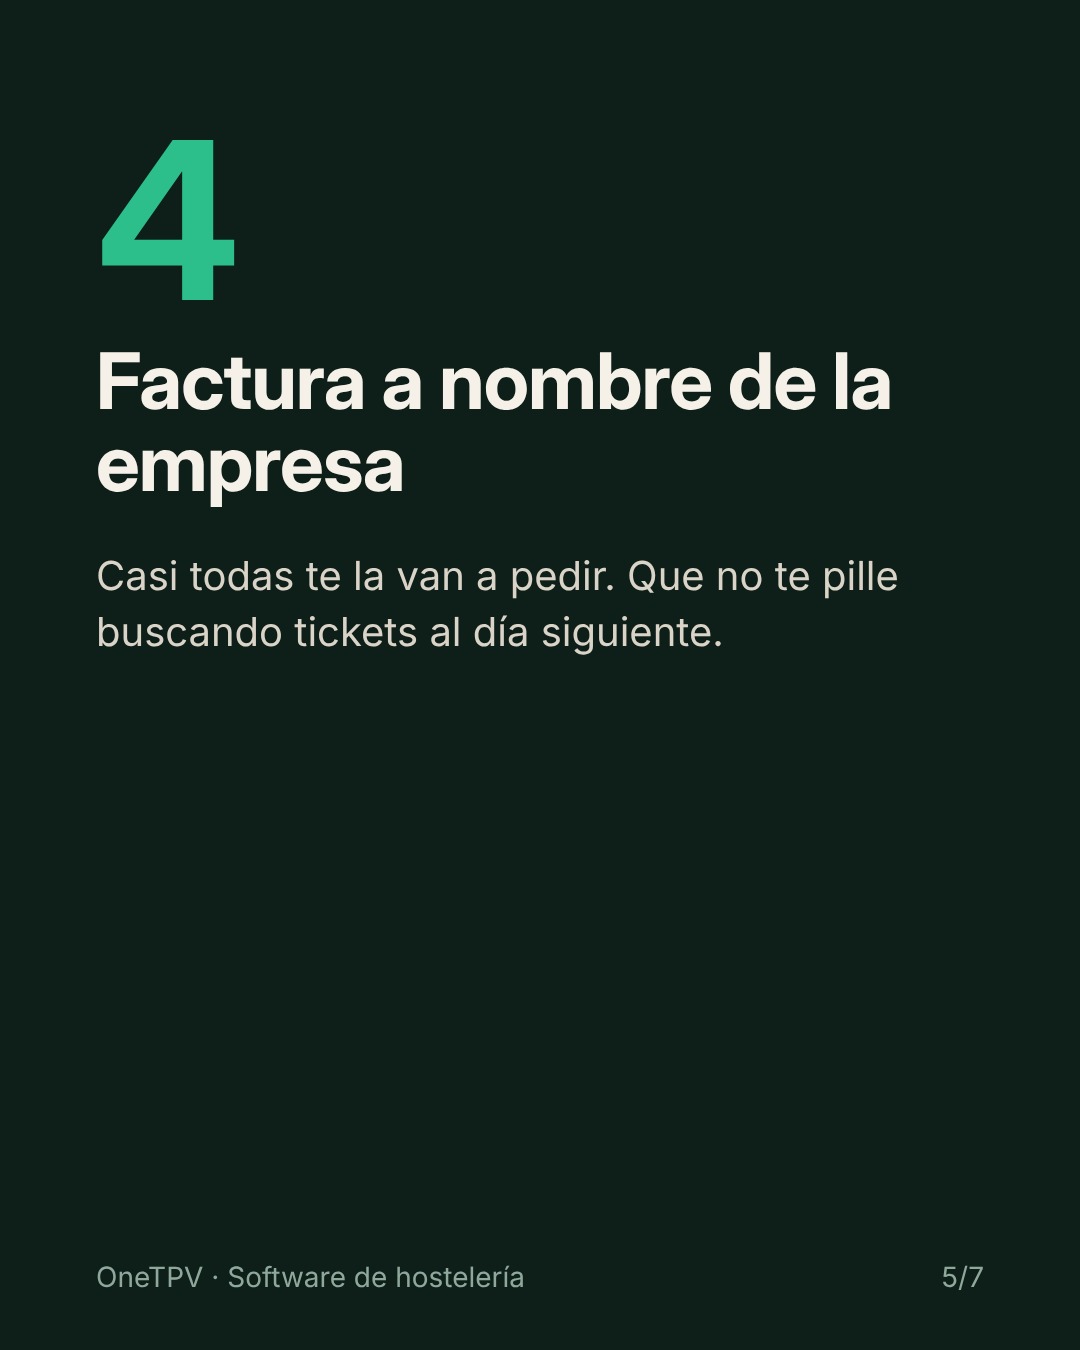 4
Factura a nombre de la
empresa
Casi todas te la van a pedir. Que no te pille
buscando tickets al día siguiente.
OneTPV · Software de hostelería
5/7